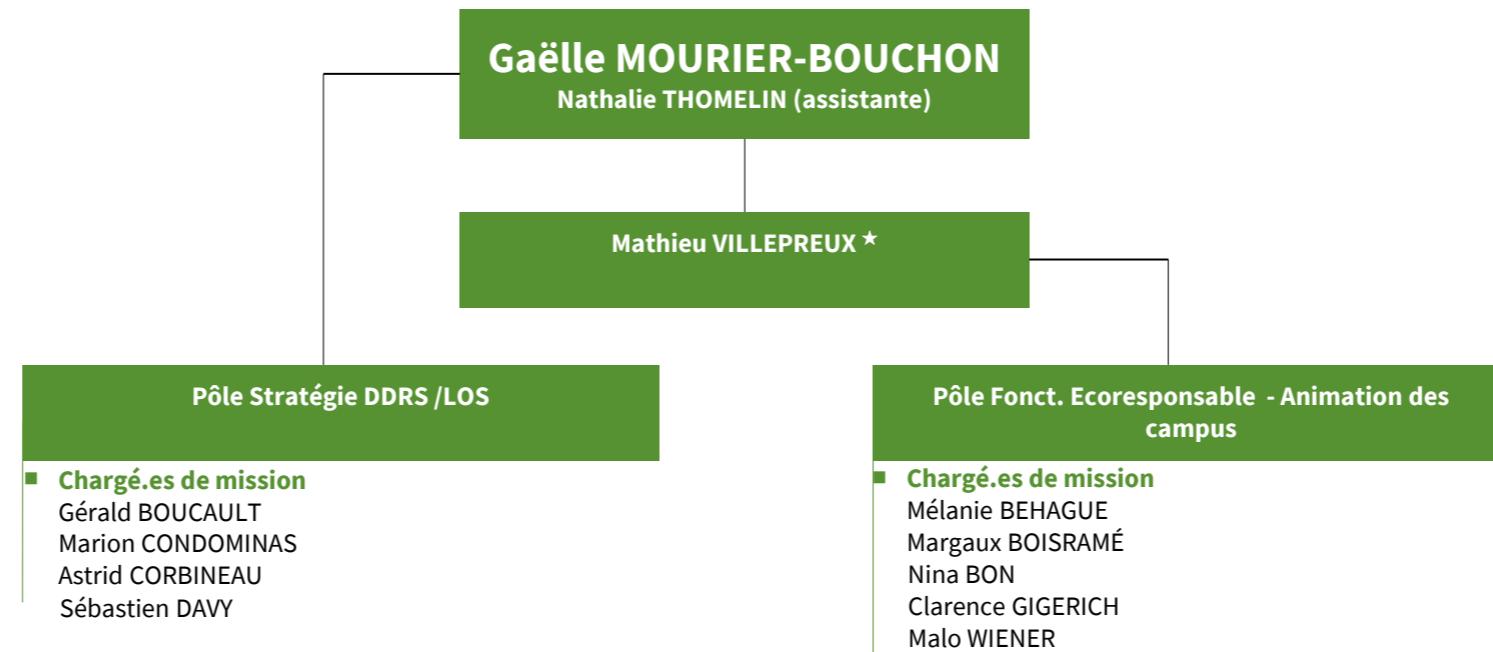 Gaëlle MOURIER-BOUCHON
Nathalie THOMELIN (assistante)
Mathieu VILLEPREUX ★
Pôle Stratégie DDRS /LOS
■ Chargé.es de mission
Gérald BOUCAULT
Marion CONDOMINAS
Astrid CORBINEAU
Sébastien DAVY
Pôle Fonct. Ecoresponsable - Animation des
campus
■ Chargé.es de mission
Mélanie BEHAGUE
Margaux BOISRAMÉ
Nina BON
Clarence GIGERICH
Malo WIENER